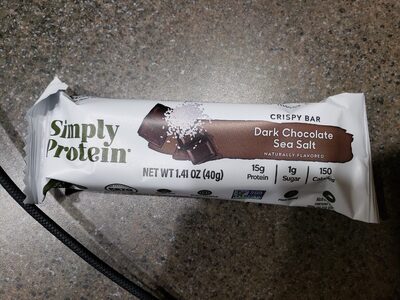 CRISPY BAR
Simply
Protein®
Dark Chocolate
Sea Salt
NATURALLY FLAVORED
NET WT 1.41 OZ (40g)
15g
Protein
1g
Sugar
150
Calories